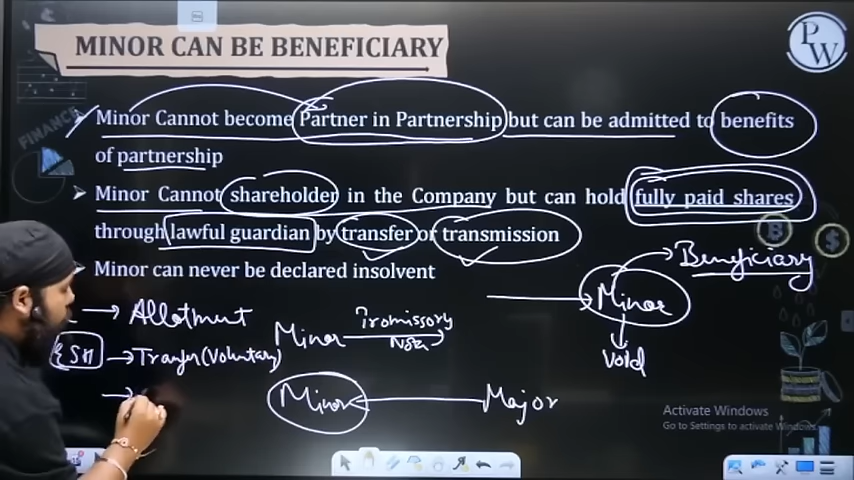 MINOR CAN BE BENEFICIARY
PW
Minor Cannot become Partner in Partnership but can be admitted to benefits
of partnership
Minor Cannot shareholder in the Company but can hold fully paid shares
through lawful guardian by transfer or transmission
Minor can never be declared insolvent
FINANCE
Beneficiary
Minor
Void
Allotment
Minor Promissory
Note
SH
Tranfer (Voluntary)
Minor Major
Activate Windows
Go to Settings to activate Windows.